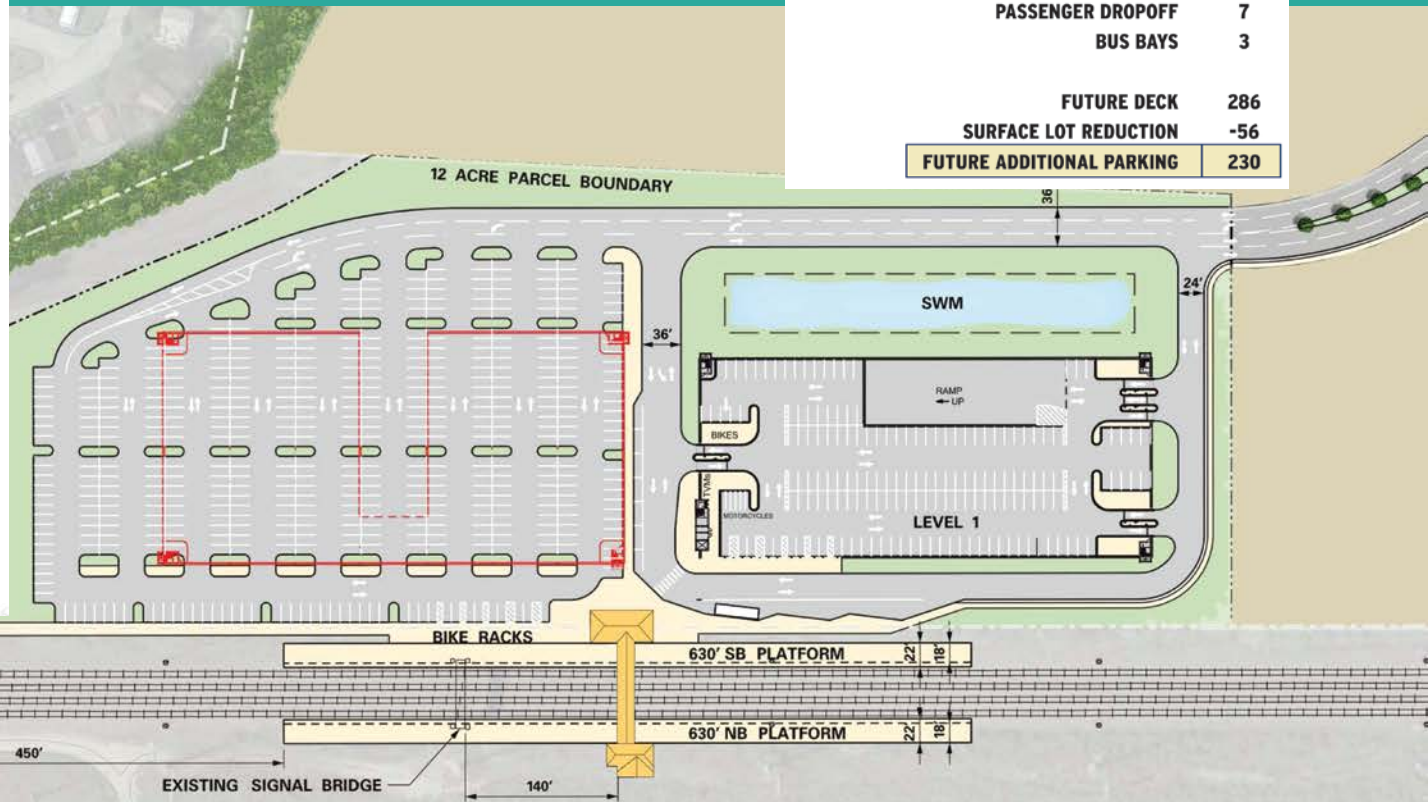 PASSENGER DROPOFF 7
BUS BAYS 3
FUTURE DECK 286
SURFACE LOT REDUCTION -56
FUTURE ADDITIONAL PARKING 230
12 ACRE PARCEL BOUNDARY
36'
SWM
24'
36'
RAMP
UP
BIKES
TVMs
MOTORCYCLES
LEVEL 1
BIKE RACKS
630' SB PLATFORM 22' 18'
630' NB PLATFORM 22' 18'
450'
EXISTING SIGNAL BRIDGE
140'